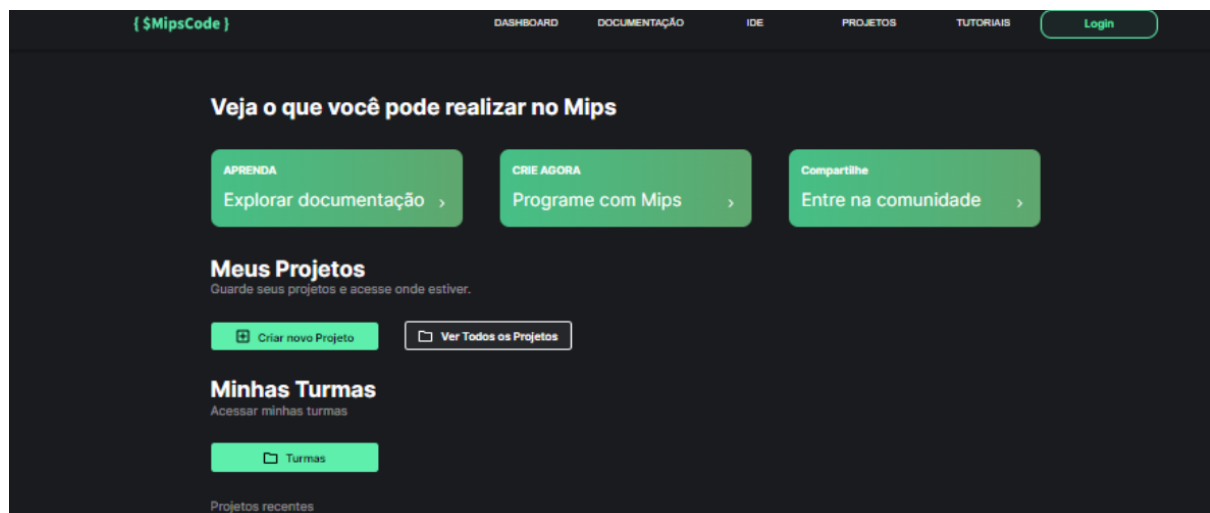 { $MipsCode }
DASHBOARD DOCUMENTAÇÃO IDE PROJETOS TUTORIAIS Login
Veja o que você pode realizar no Mips
APRENDA
Explorar documentação
CRIE AGORA
Programe com Mips
Compartilhe
Entre na comunidade
Meus Projetos
Guarde seus projetos e acesse onde estiver.
Criar novo Projeto
Ver Todos os Projetos
Minhas Turmas
Acessar minhas turmas
Turmas
Projetos recentes